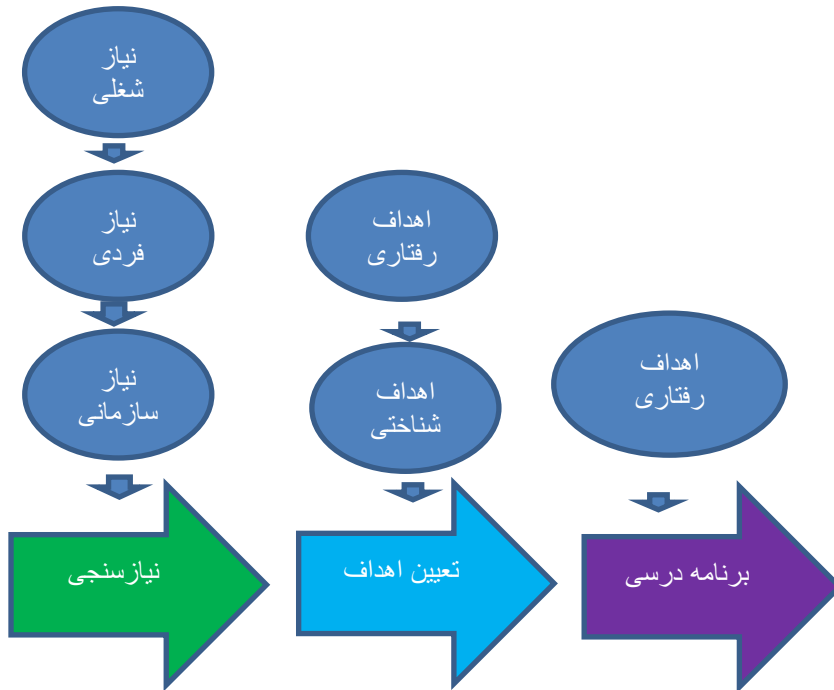 نیاز
شغلی
نیاز
فردی
نیاز
سازمانی
نیازسنجی
اهداف
رفتاری
اهداف
شناختی
تعیین اهداف
اهداف
رفتاری
برنامه درسی